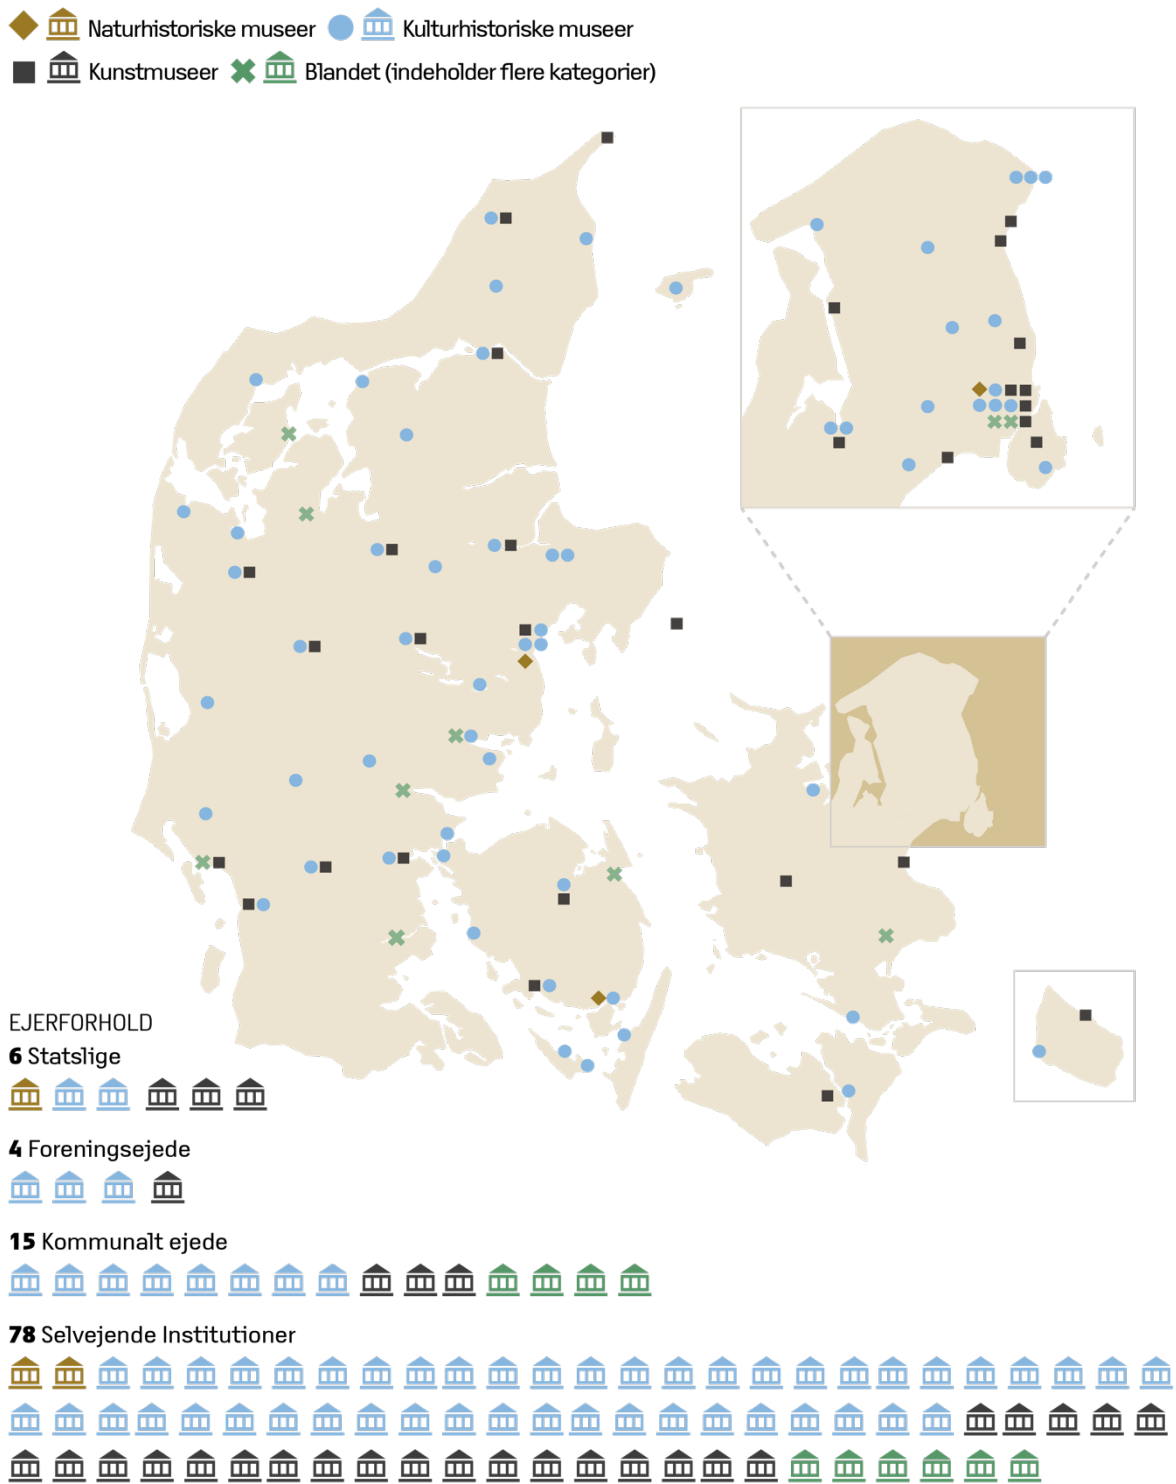 Naturhistoriske museer Kulturhistoriske museer
Kunstmuseer Blandet (indeholder flere kategorier)
EJERFORHOLD
6 Statslige
4 Foreningsejede
15 Kommunalt ejede
78 Selvejende Institutioner